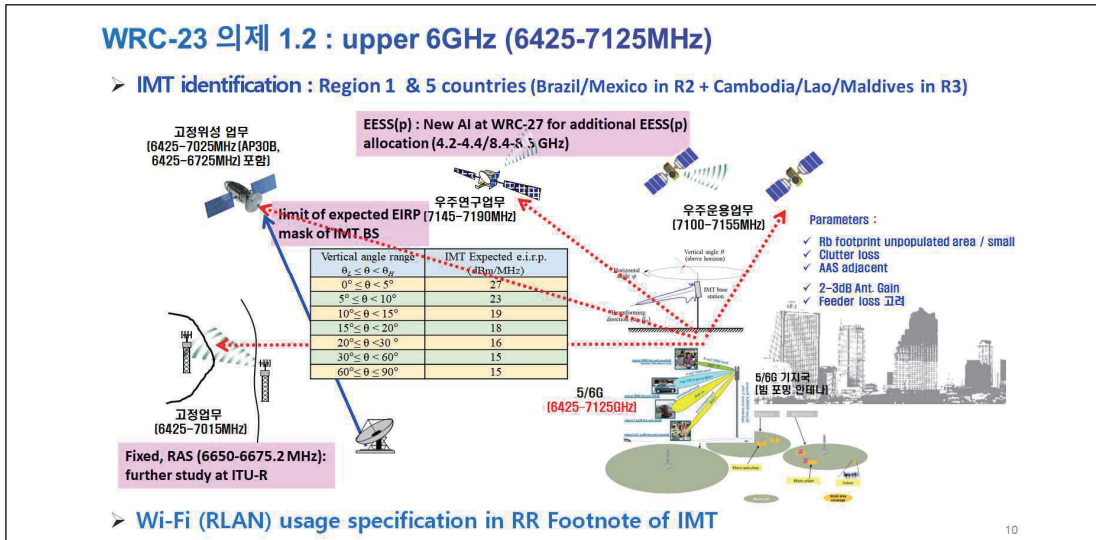 WRC-23 의제 1.2 : upper 6GHz (6425-7125MHz)
➢ IMT identification : Region 1 & 5 countries (Brazil/Mexico in R2 + Cambodia/Lao/Maldives in R3)
고정위성 업무
(6425-7025MHz(AP30B,
6425-6725MHz) 포함)
EESS(p) : New AI at WRC-27 for additional EESS(p)
allocation (4.2-4.4/8.4-8.5 GHz)
우주연구업무
(7145-7190MHz)
우주운용업무
(7100-7155MHz)
limit of expected EIRP
mask of IMT BS
Vertical angle range
θL ≤ θ < θH
IMT Expected e.i.r.p.
(dBm/MHz)
0° ≤ θ < 5° 27
5° ≤ θ < 10° 23
10° ≤ θ < 15° 19
15° ≤ θ < 20° 18
20° ≤ θ <30 ° 16
30° ≤ θ < 60° 15
60° ≤ θ ≤ 90° 15
Vertical angle θ
(above horizon)
Horizontal
angle φ
IMT base
station
Parameters :
✓ Rb footprint unpopulated area / small
✓ Clutter loss
✓ AAS adjacent
✓ 2-3dB Ant. Gain
✓ Feeder loss 고려
고정업무
(6425-7015MHz)
5/6G
(6425-7125GHz)
5/6G 기지국
(빔 포밍 안테나)
Fixed, RAS (6650-6675.2 MHz):
further study at ITU-R
➢ Wi-Fi (RLAN) usage specification in RR Footnote of IMT
10